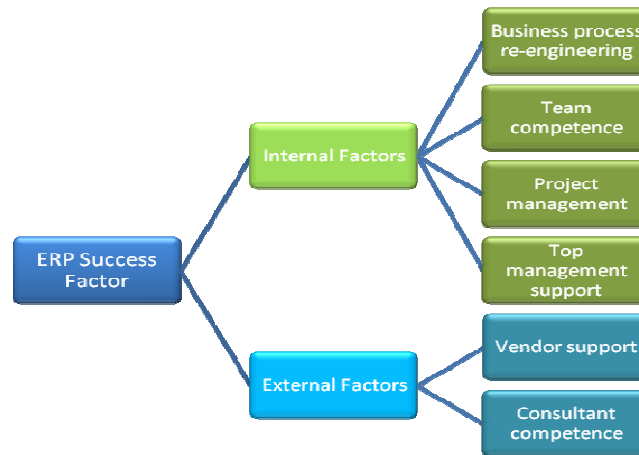 Business process
re-engineering
Team
competence
Internal Factors
Project
management
ERP Success
Factor
Top
management
support
Vendor support
External Factors
Consultant
competence